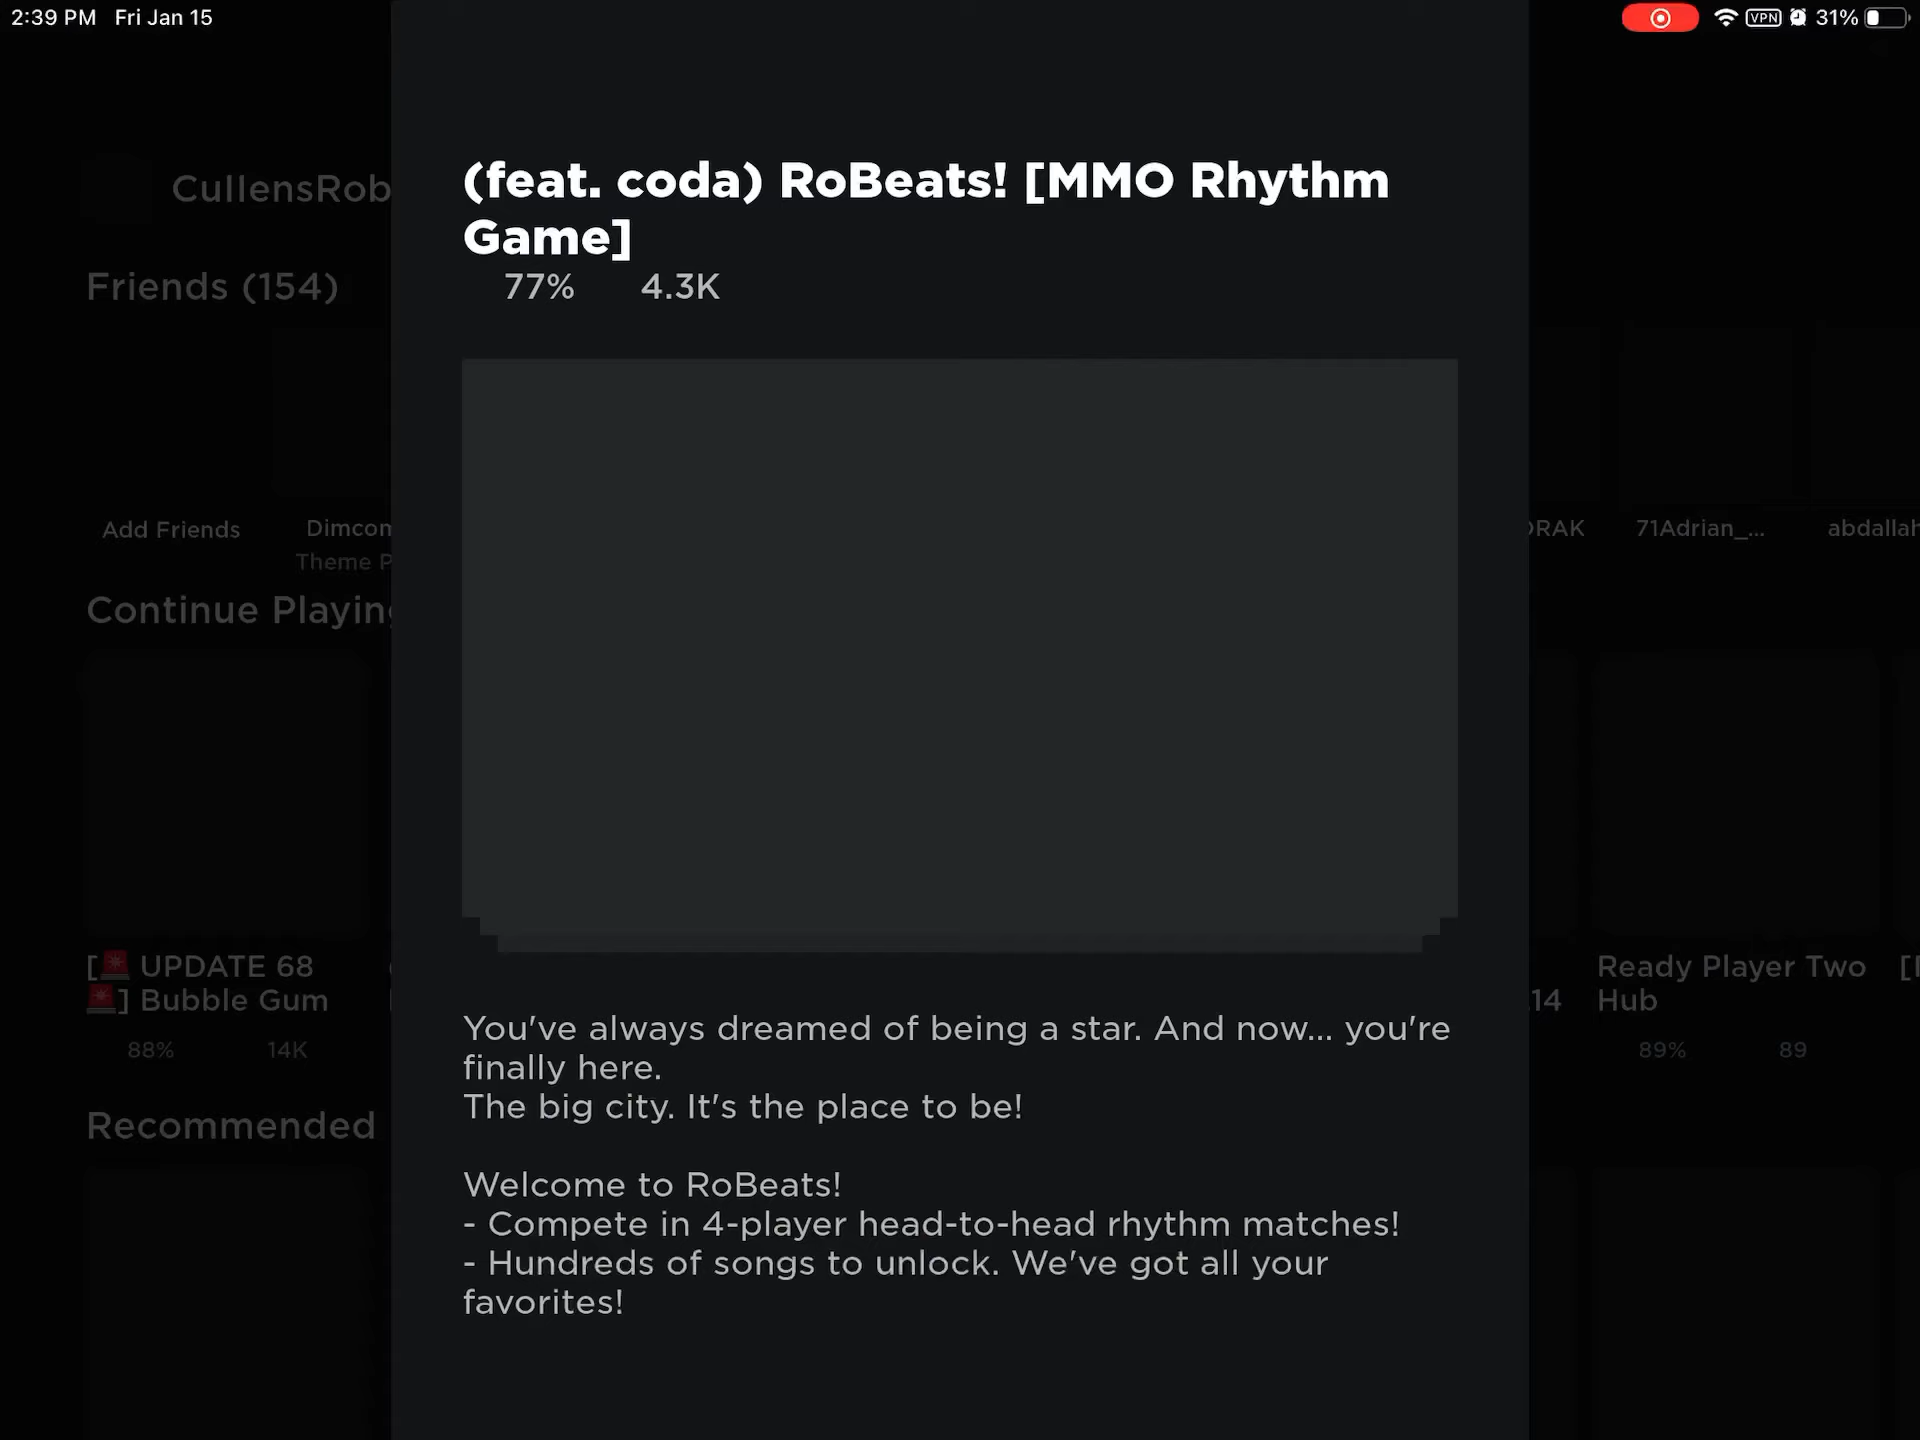 2:39 PM Fri Jan 15
VPN 31%
CullensRob
Friends (154)
Add Friends
Dimcom
Theme P
RAK
71Adrian_...
abdallah
Continue Playing
[🚨 UPDATE 68
🚨] Bubble Gum
88% 14K
14
Ready Player Two
Hub
89% 89
Recommended
(feat. coda) RoBeats! [MMO Rhythm
Game]
77% 4.3K
You've always dreamed of being a star. And now... you're
finally here.
The big city. It's the place to be!
Welcome to RoBeats!
- Compete in 4-player head-to-head rhythm matches!
- Hundreds of songs to unlock. We've got all your
favorites!